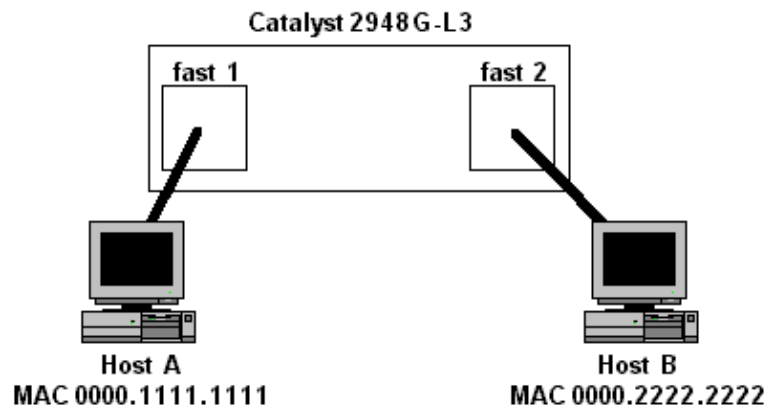 Catalyst 2948G-L3
fast 1
fast 2
Host A
MAC 0000.1111.1111
Host B
MAC 0000.2222.2222